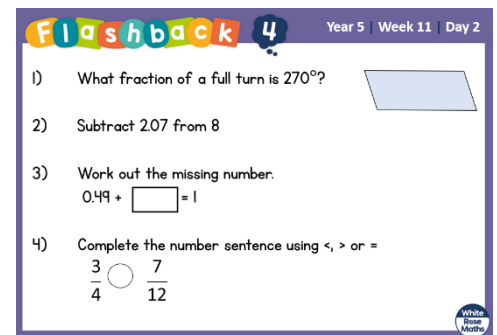 Flashback 4
Year 5 | Week 11 | Day 2
1) What fraction of a full turn is 270°?
2) Subtract 2.07 from 8
3) Work out the missing number.
0.49 + □ = 1
4) Complete the number sentence using <, > or =
3/4 ○ 7/12
White
Rose
Maths